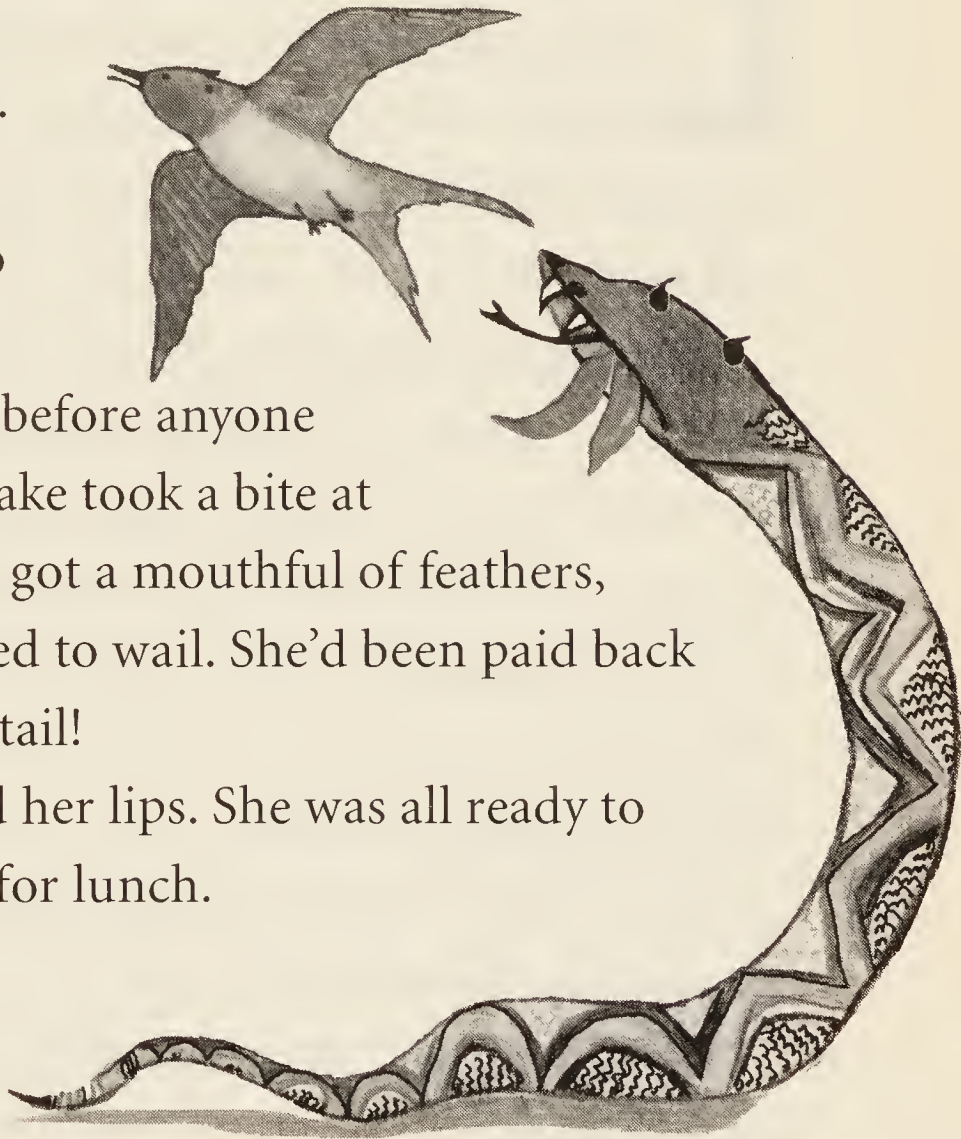 .
before anyone
ake took a bite at
got a mouthful of feathers,
ed to wail. She’d been paid back
tail!
her lips. She was all ready to
for lunch.